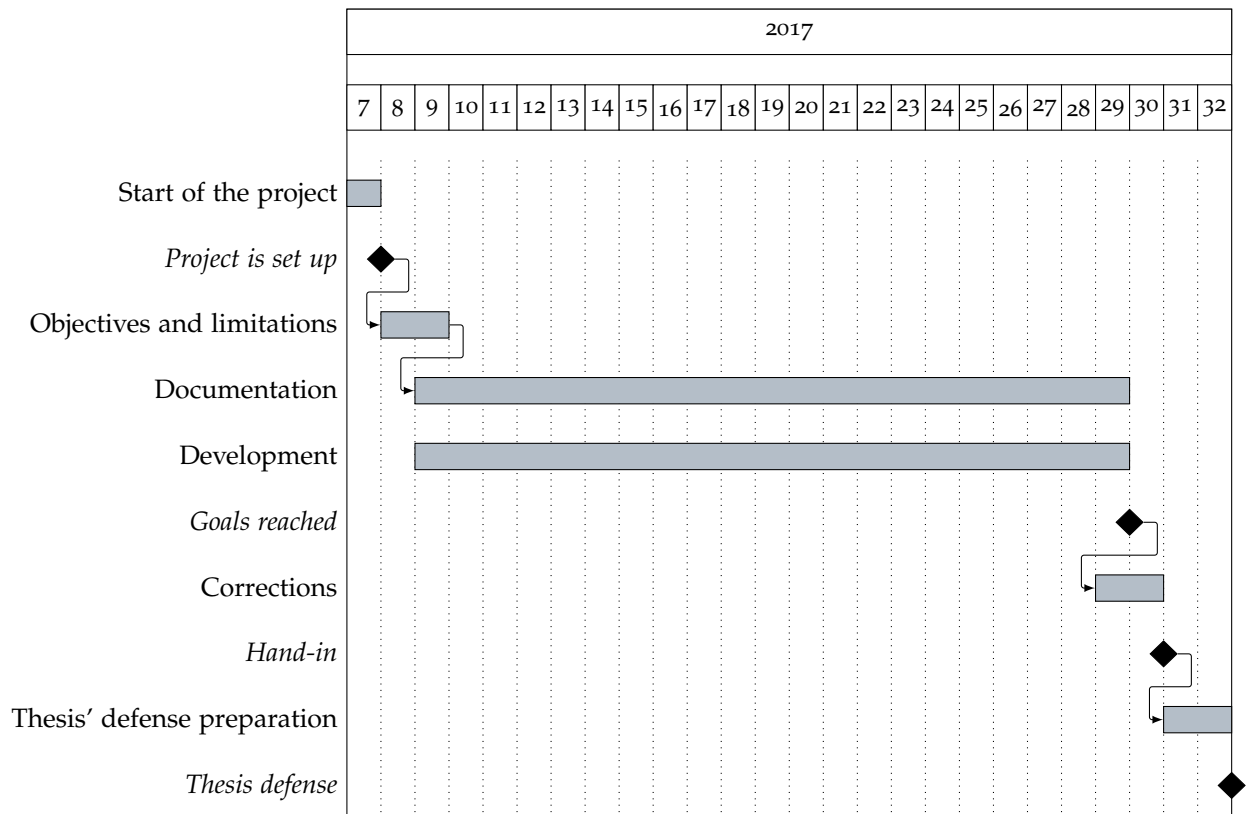 2017
7 8 9 10 11 12 13 14 15 16 17 18 19 20 21 22 23 24 25 26 27 28 29 30 31 32
Start of the project
Project is set up
Objectives and limitations
Documentation
Development
Goals reached
Corrections
Hand-in
Thesis’ defense preparation
Thesis defense